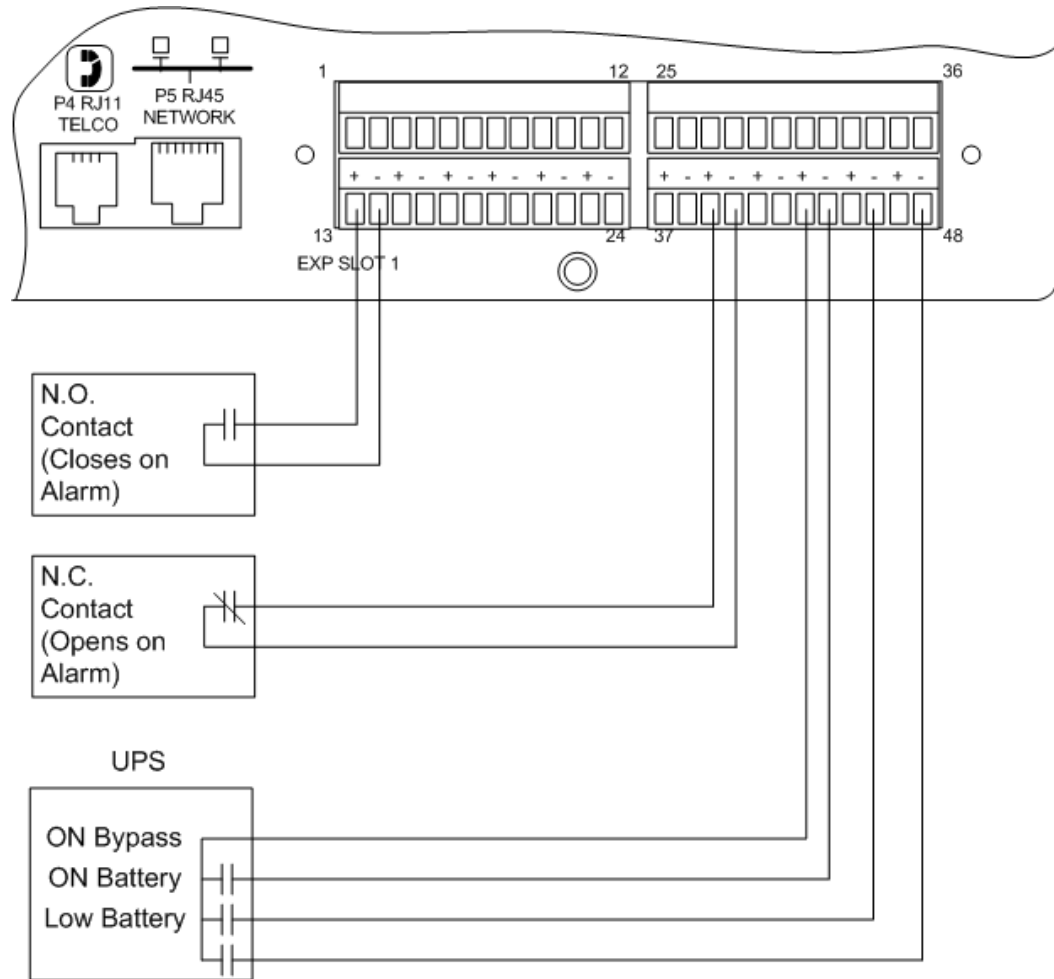 P4 RJ11
TELCO
P5 RJ45
NETWORK
1 12 25 36
+ - + - + - + - + - + - + - + - + - + - + - + -
13 24 37 48
EXP SLOT 1
N.O.
Contact
(Closes on
Alarm)
N.C.
Contact
(Opens on
Alarm)
UPS
ON Bypass
ON Battery
Low Battery